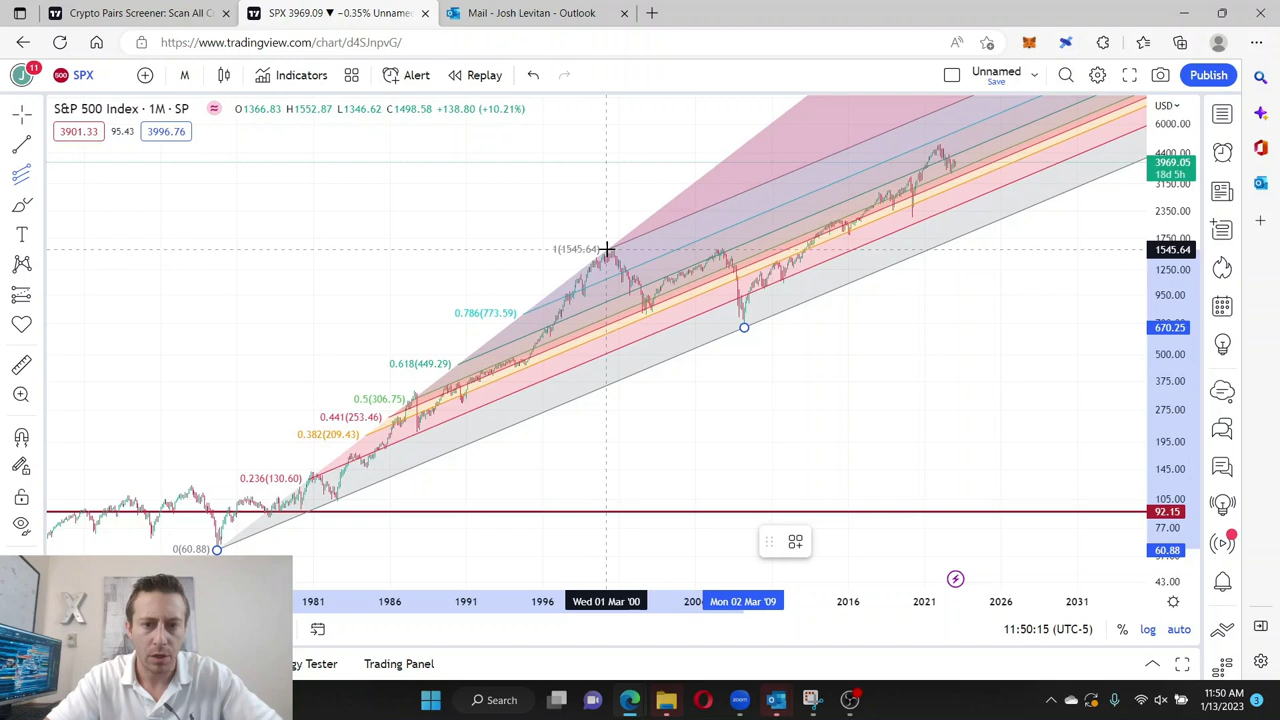 Crypto Pairs Screener: Scan All C
SPX 3969.09 ▼ −0.35% Unname
Mail - Josh Levitan - Outlook
https://www.tradingview.com/chart/d4SJnpvG/
J 11 500 SPX M Indicators Alert Replay Unnamed Save Publish
S&P 500 Index · 1M · SP O1366.83 H1552.87 L1346.62 C1498.58 +138.80 (+10.21%)
3901.33 95.43 3996.76
USD
6000.00
4400.00
3969.05
18d 5h
3150.00
2350.00
1750.00
1545.64
1250.00
950.00
670.25
500.00
375.00
275.00
195.00
145.00
105.00
92.15
77.00
60.88
43.00
1(1545.64)
0.786(773.59)
0.618(449.29)
0.5(306.75)
0.441(253.46)
0.382(209.43)
0.236(130.60)
0(60.88)
1981 1986 1991 1996 Wed 01 Mar '00 Mon 02 Mar '09 2016 2021 2026 2031
11:50:15 (UTC-5) % log auto
Tester Trading Panel
Search
11:50 AM
1/13/2023
3